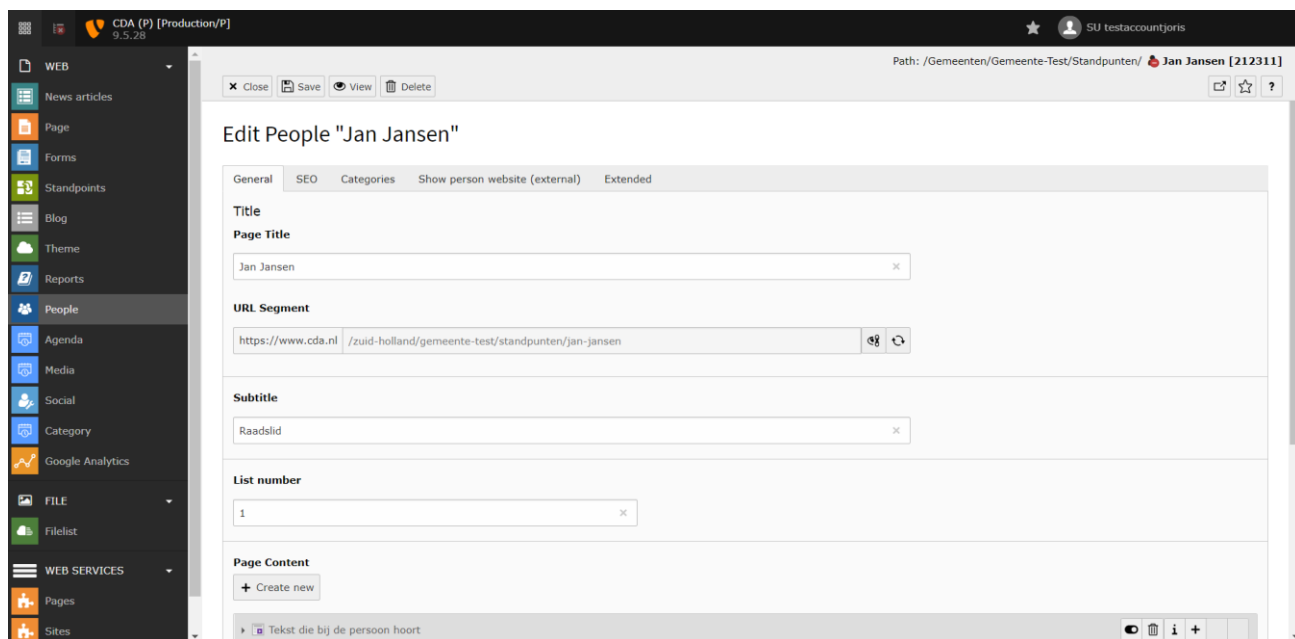 CDA (P) [Production/P]
9.5.28
SU testaccountjoris
WEB
News articles
Page
Forms
Standpoints
Blog
Theme
Reports
People
Agenda
Media
Social
Category
Google Analytics
FILE
Filelist
WEB SERVICES
Pages
Sites
Path: /Gemeenten/Gemeente-Test/Standpunten/ Jan Jansen [212311]
Close Save View Delete ?
Edit People "Jan Jansen"
General SEO Categories Show person website (external) Extended
Title
Page Title
Jan Jansen
URL Segment
https://www.cda.nl /zuid-holland/gemeente-test/standpunten/jan-jansen
Subtitle
Raadslid
List number
1
Page Content
+ Create new
Tekst die bij de persoon hoort